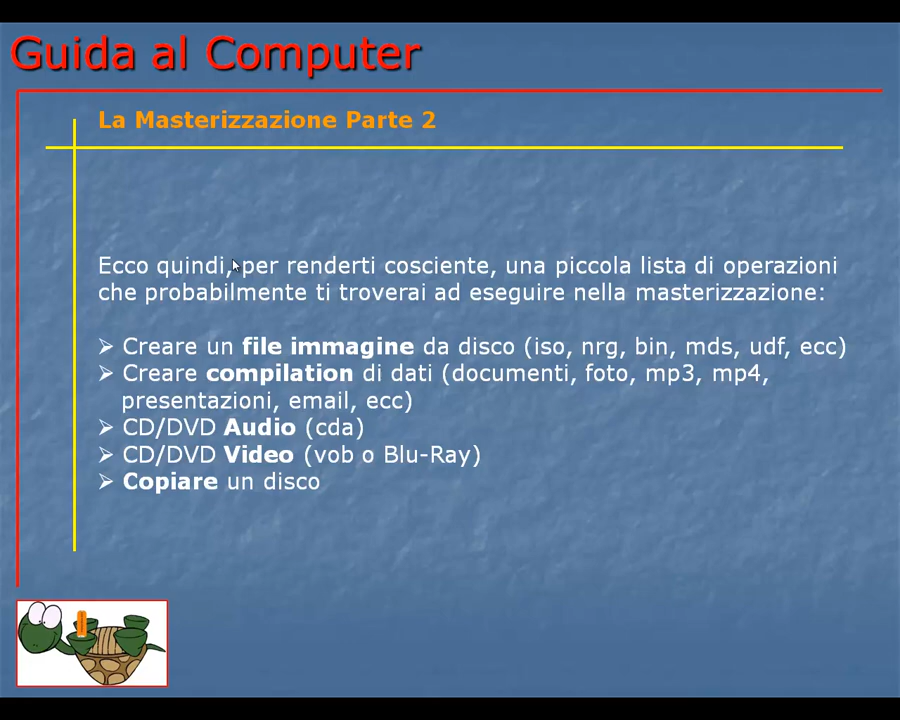 Guida al Computer
La Masterizzazione Parte 2
Ecco quindi, per renderti cosciente, una piccola lista di operazioni
che probabilmente ti troverai ad eseguire nella masterizzazione:
➢ Creare un file immagine da disco (iso, nrg, bin, mds, udf, ecc)
➢ Creare compilation di dati (documenti, foto, mp3, mp4,
presentazioni, email, ecc)
➢ CD/DVD Audio (cda)
➢ CD/DVD Video (vob o Blu-Ray)
➢ Copiare un disco